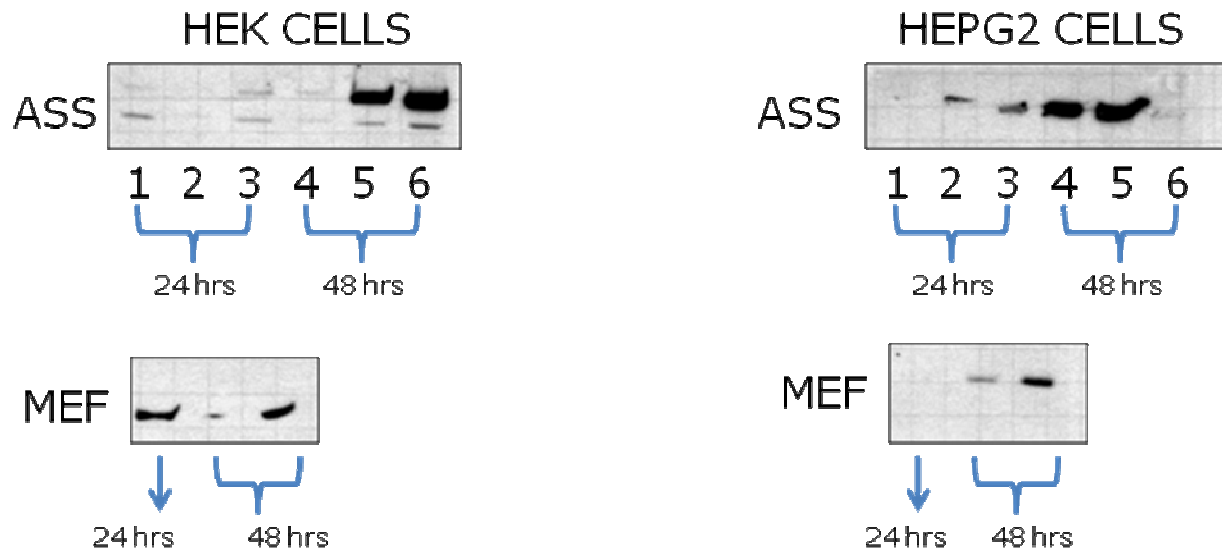 HEK CELLS
ASS
1 2 3 4 5 6
24 hrs 48 hrs
MEF
24 hrs 48 hrs
HEPG2 CELLS
ASS
1 2 3 4 5 6
24 hrs 48 hrs
MEF
24 hrs 48 hrs